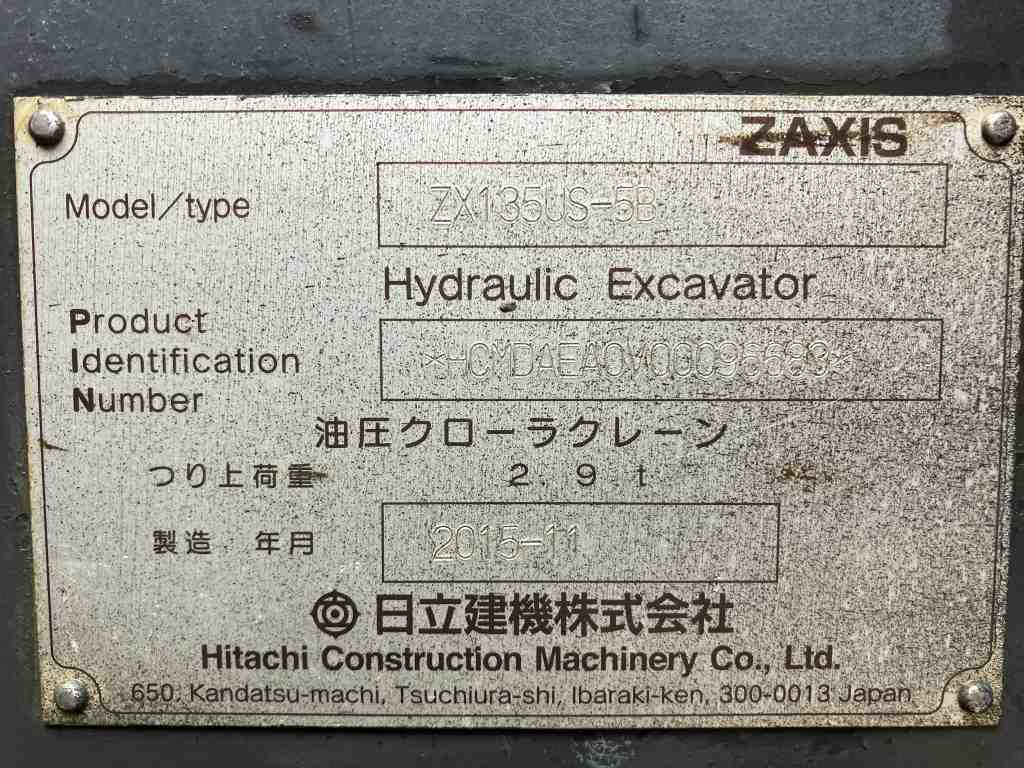 ZAXIS
Model/type ZX135US-5B
Hydraulic Excavator
Product
Identification
Number
油圧クローラクレーン
つり上荷重 2.9 t
製造 年月 2015-11
日立建機株式会社
Hitachi Construction Machinery Co., Ltd.
650, Kandatsu-machi, Tsuchiura-shi, Ibaraki-ken, 300-0013 Japan